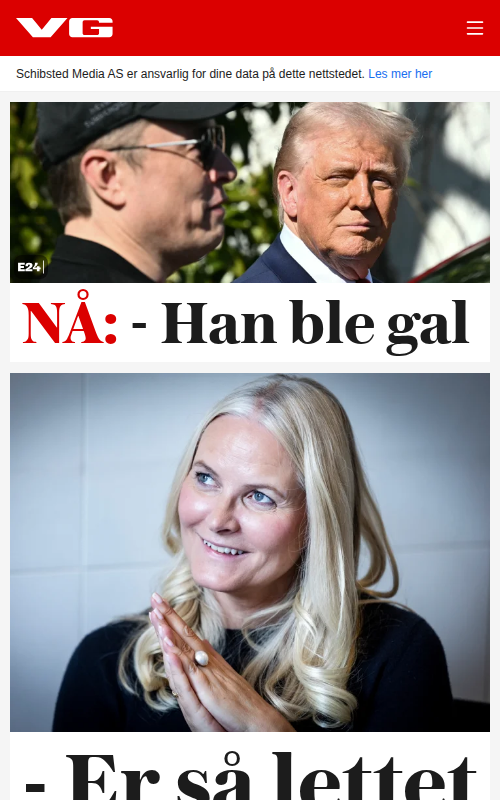 VG
Schibsted Media AS er ansvarlig for dine data på dette nettstedet. Les mer her
E24
NÅ: - Han ble gal
- Er så lettet